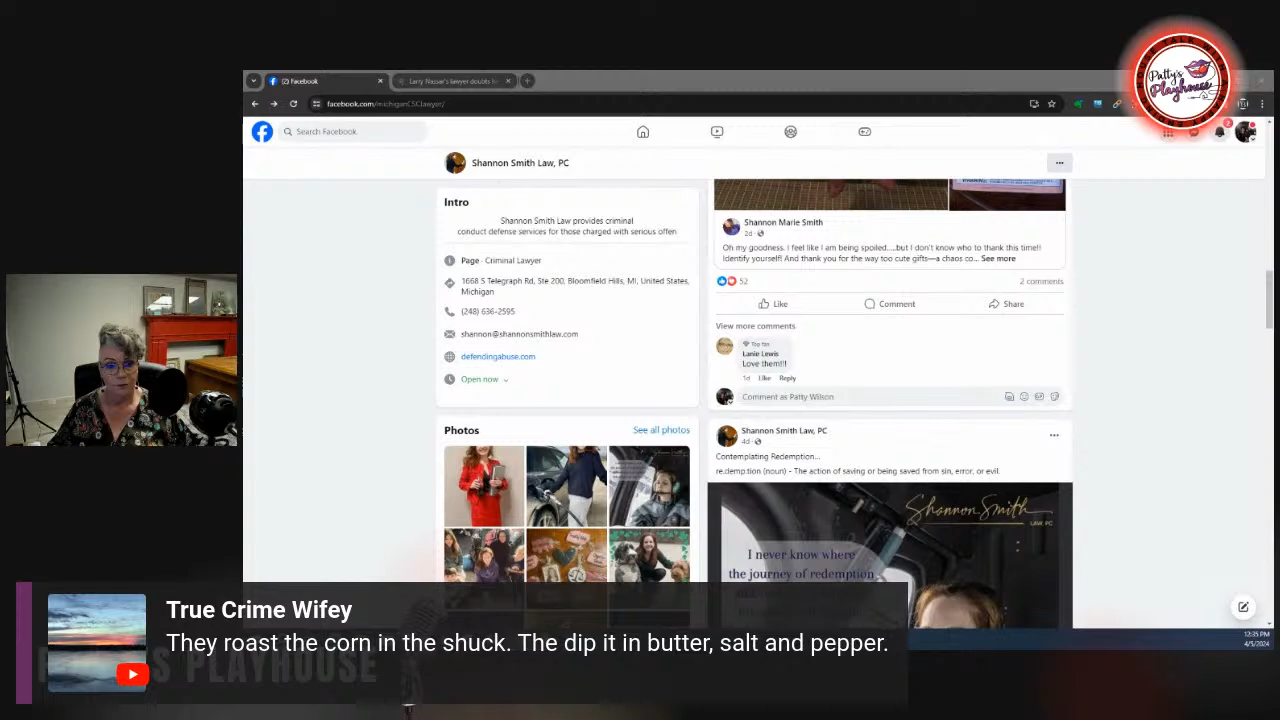 Facebook
Larry Nassar's lawyer doubts
facebook.com/michiganCSClawyer/
Patty's
Playhouse
Search Facebook
2
Shannon Smith Law, PC
Intro
Shannon Smith Law provides criminal
conduct defense services for those charged with serious offen
Page · Criminal Lawyer
1668 S Telegraph Rd, Ste 200, Bloomfield Hills, MI, United States,
Michigan
(248) 636-2595
shannon@shannonsmithlaw.com
defendingabuse.com
Open now
Photos
See all photos
Shannon Marie Smith
2d ·
Oh my goodness. I feel like I am being spoiled.....but I don't know who to thank this time!!
Identify yourself! And thank you for the way too cute gifts—a chaos co... See more
52
2 comments
Like
Comment
Share
View more comments
Top fan
Lanie Lewis
Love them!!!
1d Like Reply
Comment as Patty Wilson
Shannon Smith Law, PC
4d ·
Contemplating Redemption...
re.demp.tion (noun) - The action of saving or being saved from sin, error, or evil.
Shannon Smith
LAW, PC
I never know where
the journey of redemption
12:35 PM
4/5/2024
True Crime Wifey
They roast the corn in the shuck. The dip it in butter, salt and pepper.
PLAYHOUSE